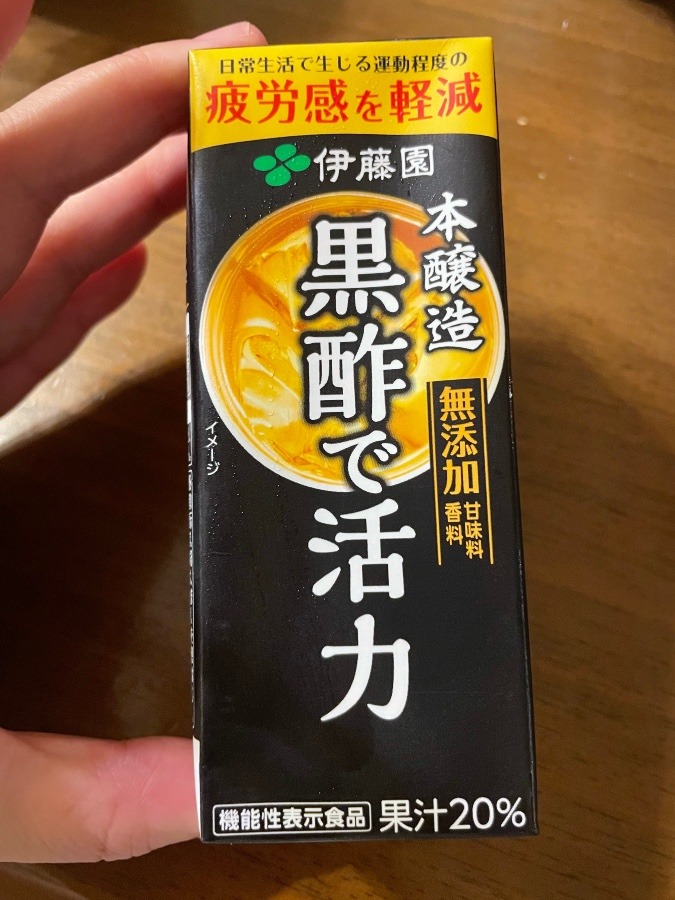 日常生活で生じる運動程度の
疲労感を軽減
伊藤園
本醸造
黒酢で活力
無添加
甘味料
香料
イメージ
機能性表示食品
果汁20%